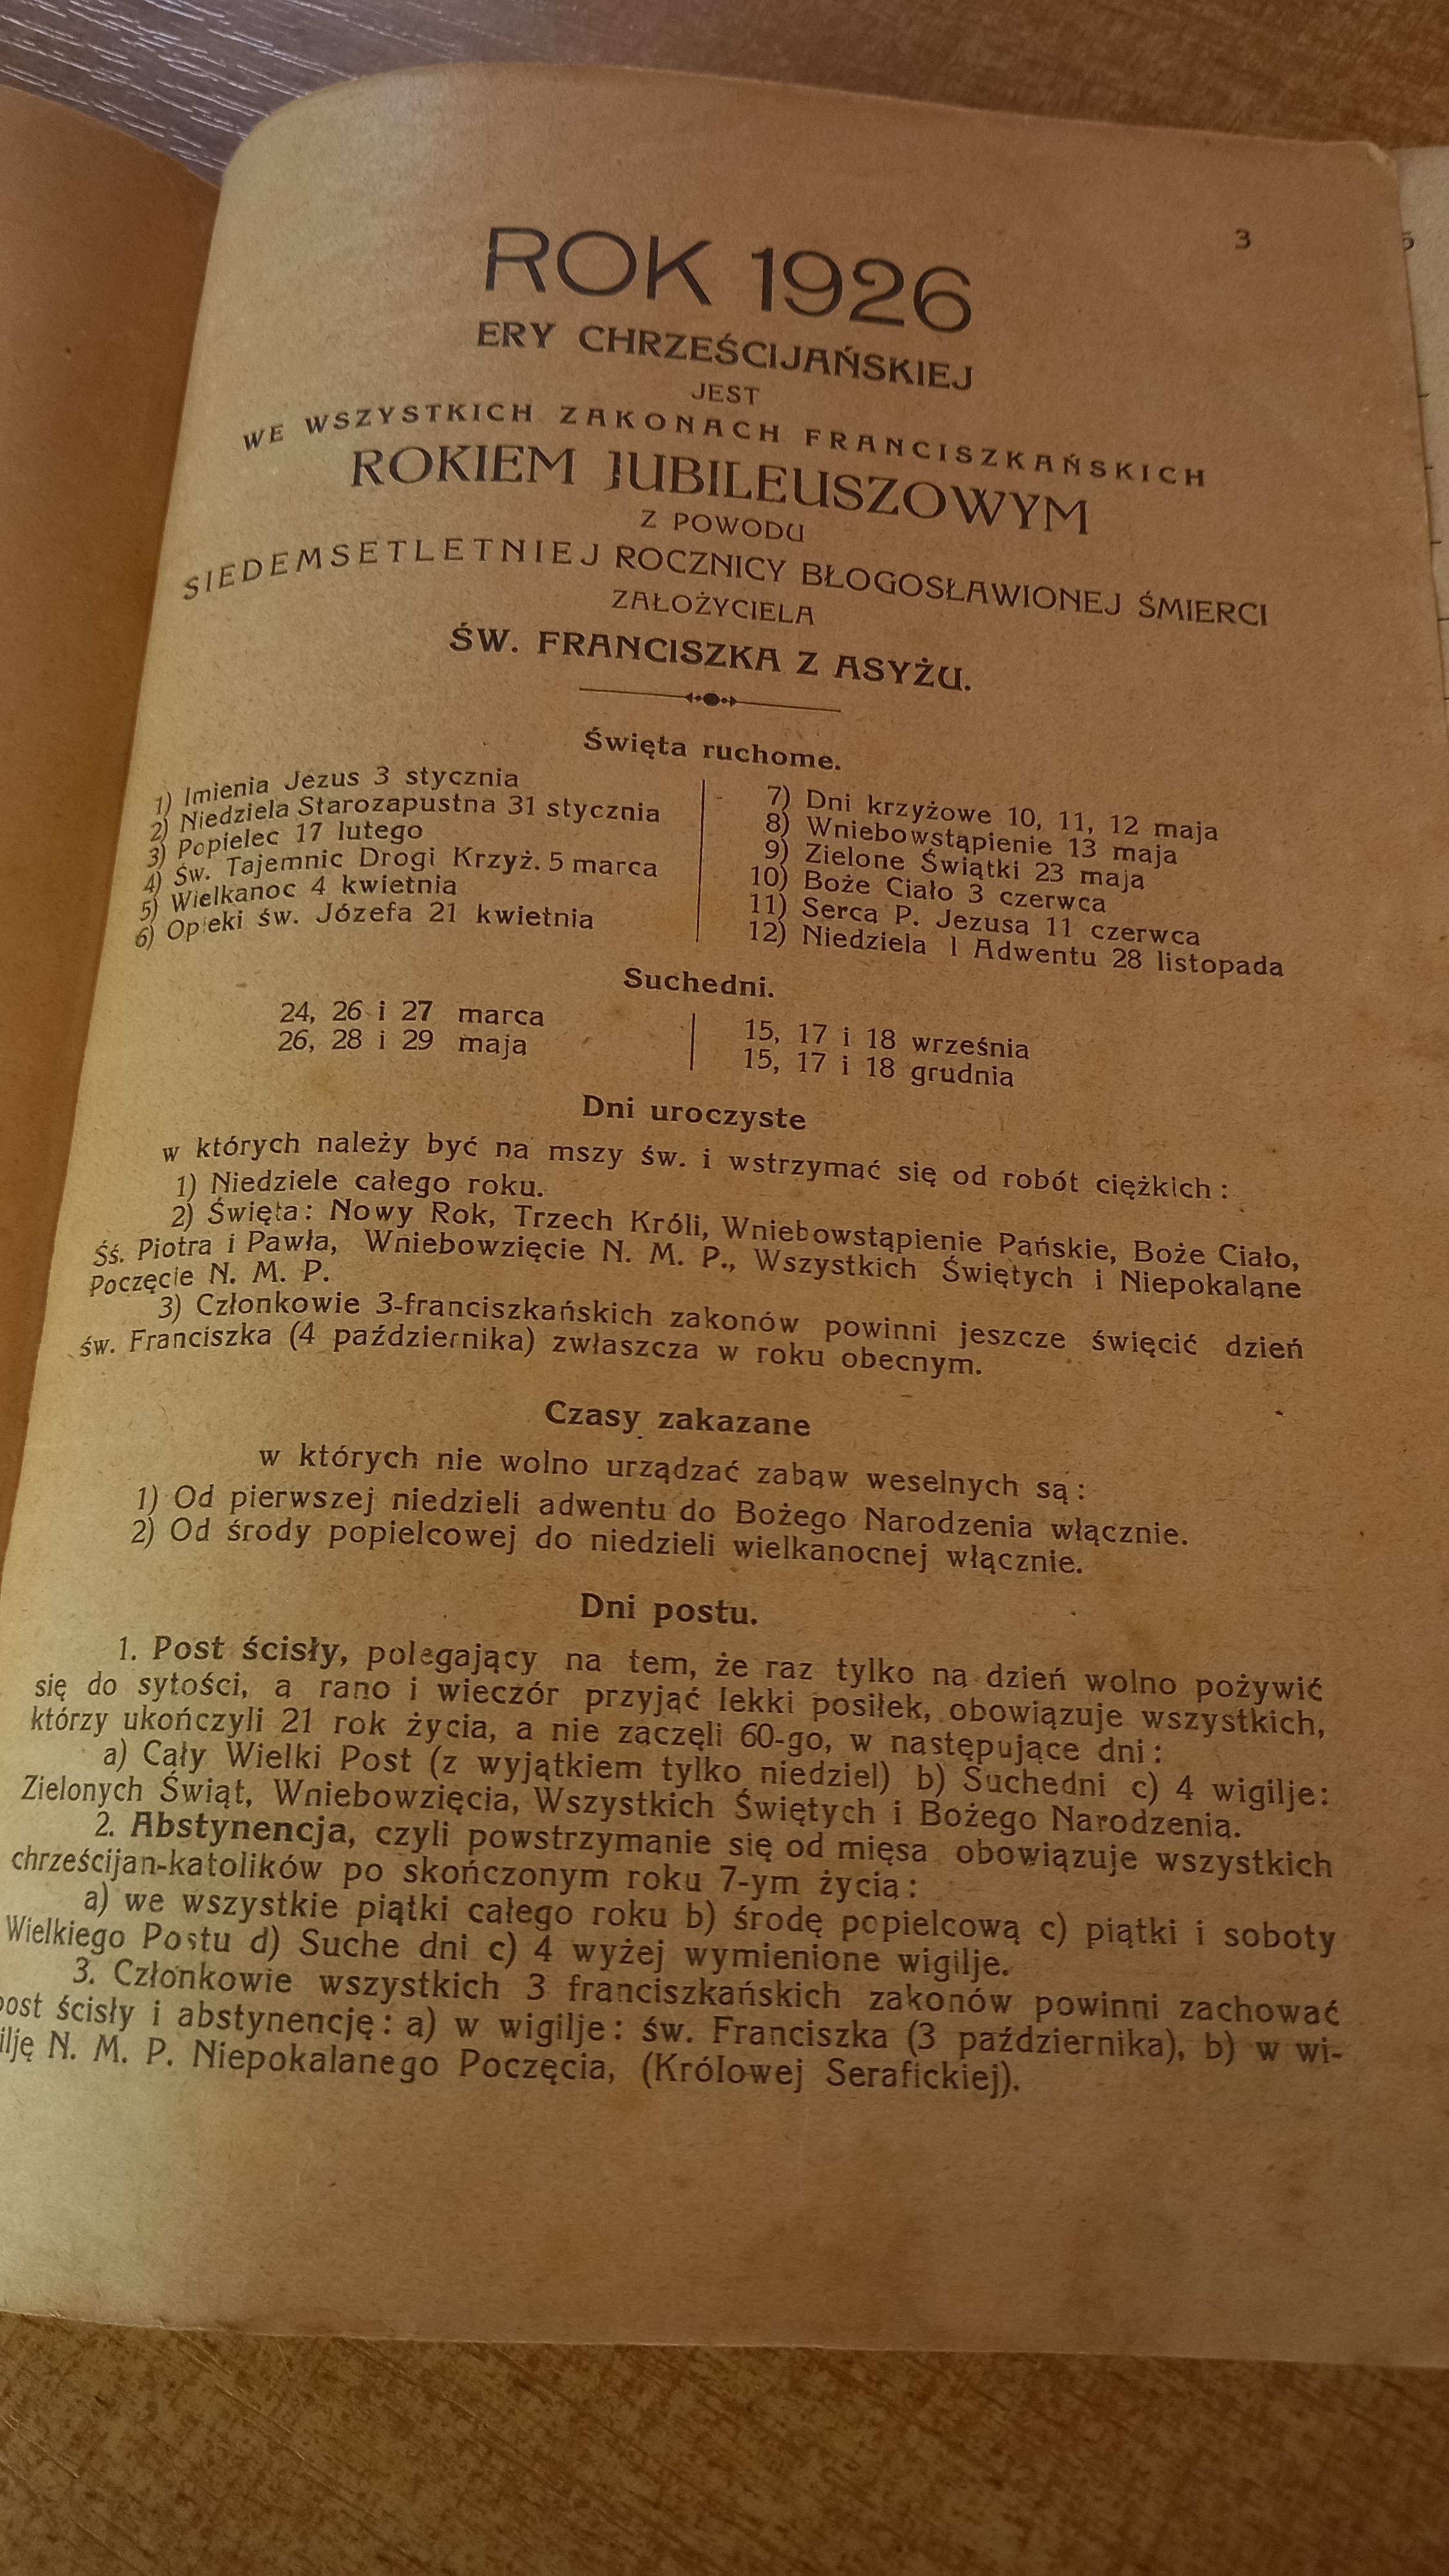 3
ROK 1926
ERY CHRZEŚCIJAŃSKIEJ
JEST
WE WSZYSTKICH ZAKONACH FRANCISZKAŃSKICH
ROKIEM JUBILEUSZOWYM
Z POWODU
SIEDEMSETLETNIEJ ROCZNICY BŁOGOSŁAWIONEJ ŚMIERCI
ZAŁOŻYCIELA
ŚW. FRANCISZKA Z ASYŻU.
Święta ruchome.
1) Imienia Jezus 3 stycznia
2) Niedziela Starozapustna 31 stycznia
3) Popielec 17 lutego
4) Św. Tajemnic Drogi Krzyż. 5 marca
5) Wielkanoc 4 kwietnia
6) Opieki św. Józefa 21 kwietnia
7) Dni krzyżowe 10, 11, 12 maja
8) Wniebowstąpienie 13 maja
9) Zielone Świątki 23 maja
10) Boże Ciało 3 czerwca
11) Serca P. Jezusa 11 czerwca
12) Niedziela I Adwentu 28 listopada
Suchedni.
24, 26 i 27 marca
26, 28 i 29 maja
15, 17 i 18 września
15, 17 i 18 grudnia
Dni uroczyste
w których należy być na mszy św. i wstrzymać się od robót ciężkich :
1) Niedziele całego roku.
2) Święta: Nowy Rok, Trzech Króli, Wniebowstąpienie Pańskie, Boże Ciało,
Śś. Piotra i Pawła, Wniebowzięcie N. M. P., Wszystkich Świętych i Niepokalane
Poczęcie N. M. P.
3) Członkowie 3-franciszkańskich zakonów powinni jeszcze święcić dzień
św. Franciszka (4 października) zwłaszcza w roku obecnym.
Czasy zakazane
w których nie wolno urządzać zabaw weselnych są :
1) Od pierwszej niedzieli adwentu do Bożego Narodzenia włącznie.
2) Od środy popielcowej do niedzieli wielkanocnej włącznie.
Dni postu.
1. Post ścisły, polegający na tem, że raz tylko na dzień wolno pożywić
się do sytości, a rano i wieczór przyjąć lekki posiłek, obowiązuje wszystkich,
którzy ukończyli 21 rok życia, a nie zaczęli 60-go, w następujące dni :
a) Cały Wielki Post (z wyjątkiem tylko niedziel) b) Suchedni c) 4 wigilje:
Zielonych Świąt, Wniebowzięcia, Wszystkich Świętych i Bożego Narodzenia.
2. Abstynencja, czyli powstrzymanie się od mięsa obowiązuje wszystkich
chrześcijan-katolików po skończonym roku 7-ym życia :
a) we wszystkie piątki całego roku b) środę popielcową c) piątki i soboty
Wielkiego Postu d) Suche dni c) 4 wyżej wymienione wigilje.
3. Członkowie wszystkich 3 franciszkańskich zakonów powinni zachować
post ścisły i abstynencję : a) w wigilje : św. Franciszka (3 października), b) w wi-
ilję N. M. P. Niepokalanego Poczęcia, (Królowej Serafickiej).
5